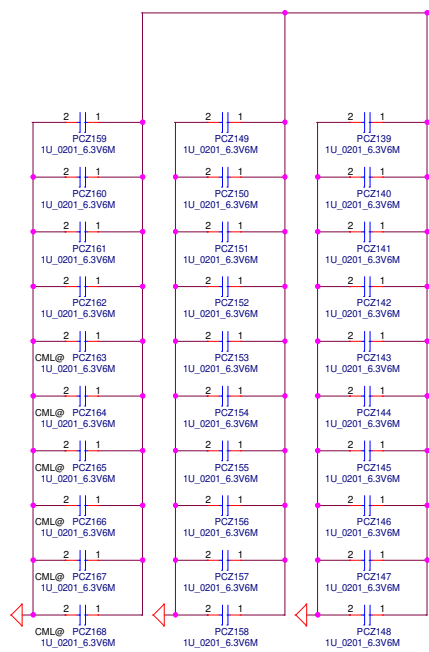 2 1 2 1 2 1
PCZ159 PCZ149 PCZ139
1U_0201_6.3V6M 1U_0201_6.3V6M 1U_0201_6.3V6M
2 1 2 1 2 1
PCZ160 PCZ150 PCZ140
1U_0201_6.3V6M 1U_0201_6.3V6M 1U_0201_6.3V6M
2 1 2 1 2 1
PCZ161 PCZ151 PCZ141
1U_0201_6.3V6M 1U_0201_6.3V6M 1U_0201_6.3V6M
2 1 2 1 2 1
PCZ162 PCZ152 PCZ142
1U_0201_6.3V6M 1U_0201_6.3V6M 1U_0201_6.3V6M
2 1 2 1 2 1
CML@ PCZ163 PCZ153 PCZ143
1U_0201_6.3V6M 1U_0201_6.3V6M 1U_0201_6.3V6M
2 1 2 1 2 1
CML@ PCZ164 PCZ154 PCZ144
1U_0201_6.3V6M 1U_0201_6.3V6M 1U_0201_6.3V6M
2 1 2 1 2 1
CML@ PCZ165 PCZ155 PCZ145
1U_0201_6.3V6M 1U_0201_6.3V6M 1U_0201_6.3V6M
2 1 2 1 2 1
CML@ PCZ166 PCZ156 PCZ146
1U_0201_6.3V6M 1U_0201_6.3V6M 1U_0201_6.3V6M
2 1 2 1 2 1
CML@ PCZ167 PCZ157 PCZ147
1U_0201_6.3V6M 1U_0201_6.3V6M 1U_0201_6.3V6M
2 1 2 1 2 1
CML@ PCZ168 PCZ158 PCZ148
1U_0201_6.3V6M 1U_0201_6.3V6M 1U_0201_6.3V6M